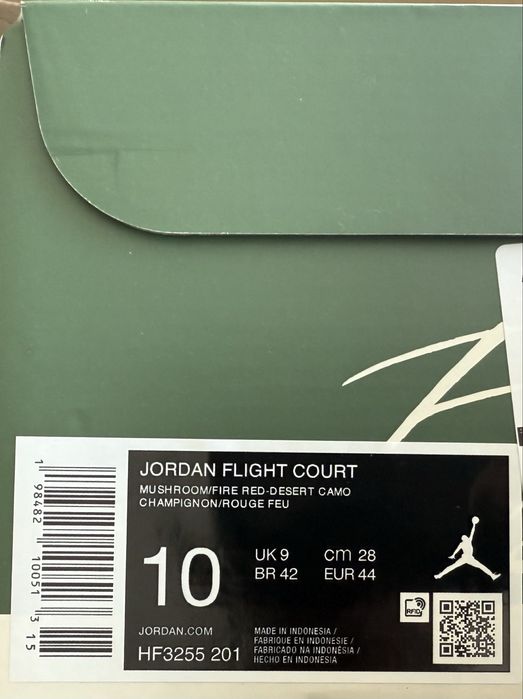 JORDAN FLIGHT COURT
MUSHROOM/FIRE RED-DESERT CAMO
CHAMPIGNON/ROUGE FEU
10
UK 9 cm 28
BR 42 EUR 44
JORDAN.COM
HF3255 201
MADE IN INDONESIA /
FABRIQUE EN INDONESIE /
FABRICADO NA INDONÉSIA /
HECHO EN INDONESIA
RFID
1 98482 10051 3 15